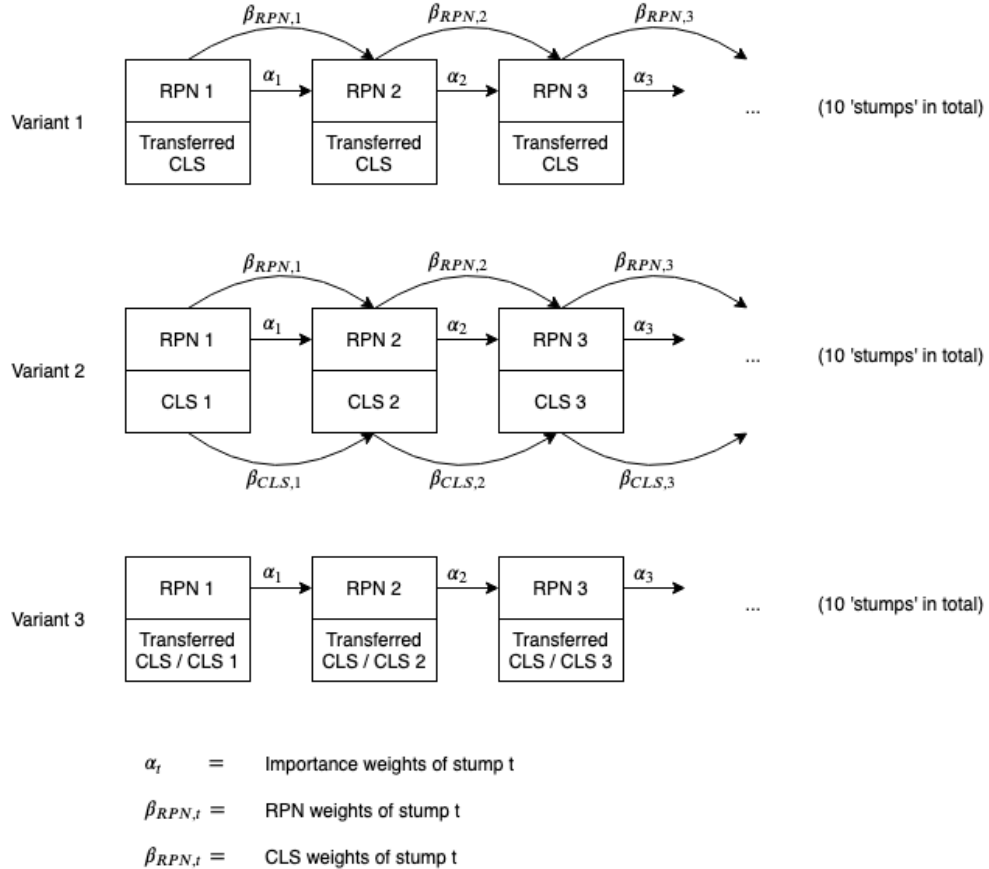 β_{RPN,1} β_{RPN,2} β_{RPN,3}
RPN 1 α_1 RPN 2 α_2 RPN 3 α_3
Variant 1 ... (10 'stumps' in total)
Transferred Transferred Transferred
CLS CLS CLS
β_{RPN,1} β_{RPN,2} β_{RPN,3}
RPN 1 α_1 RPN 2 α_2 RPN 3 α_3
Variant 2 ... (10 'stumps' in total)
CLS 1 CLS 2 CLS 3
β_{CLS,1} β_{CLS,2} β_{CLS,3}
RPN 1 α_1 RPN 2 α_2 RPN 3 α_3
Variant 3 ... (10 'stumps' in total)
Transferred Transferred Transferred
CLS / CLS 1 CLS / CLS 2 CLS / CLS 3
α_t = Importance weights of stump t
β_{RPN,t} = RPN weights of stump t
β_{RPN,t} = CLS weights of stump t